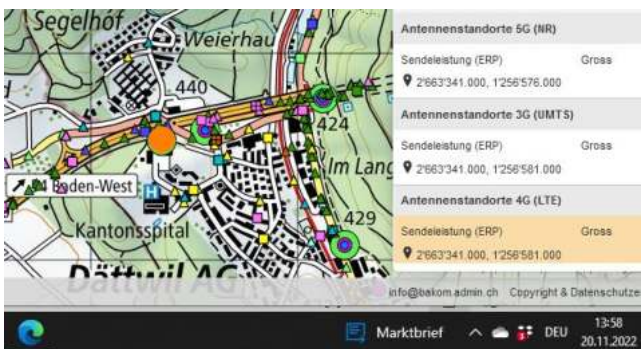 Segelhof
Weierhau
440
424
Im Lang
54 Baden-West
H
429
Kantonsspital
Dättwil AG
Antennenstandorte 5G (NR)
Sendeleistung (ERP) Gross
2'663'341.000, 1'256'576.000
Antennenstandorte 3G (UMTS)
Sendeleistung (ERP) Gross
2'663'341.000, 1'256'581.000
Antennenstandorte 4G (LTE)
Sendeleistung (ERP) Gross
2'663'341.000, 1'256'581.000
info@bakom.admin.ch Copyright & Datenschutze
Marktbrief DEU 13:58
20.11.2022